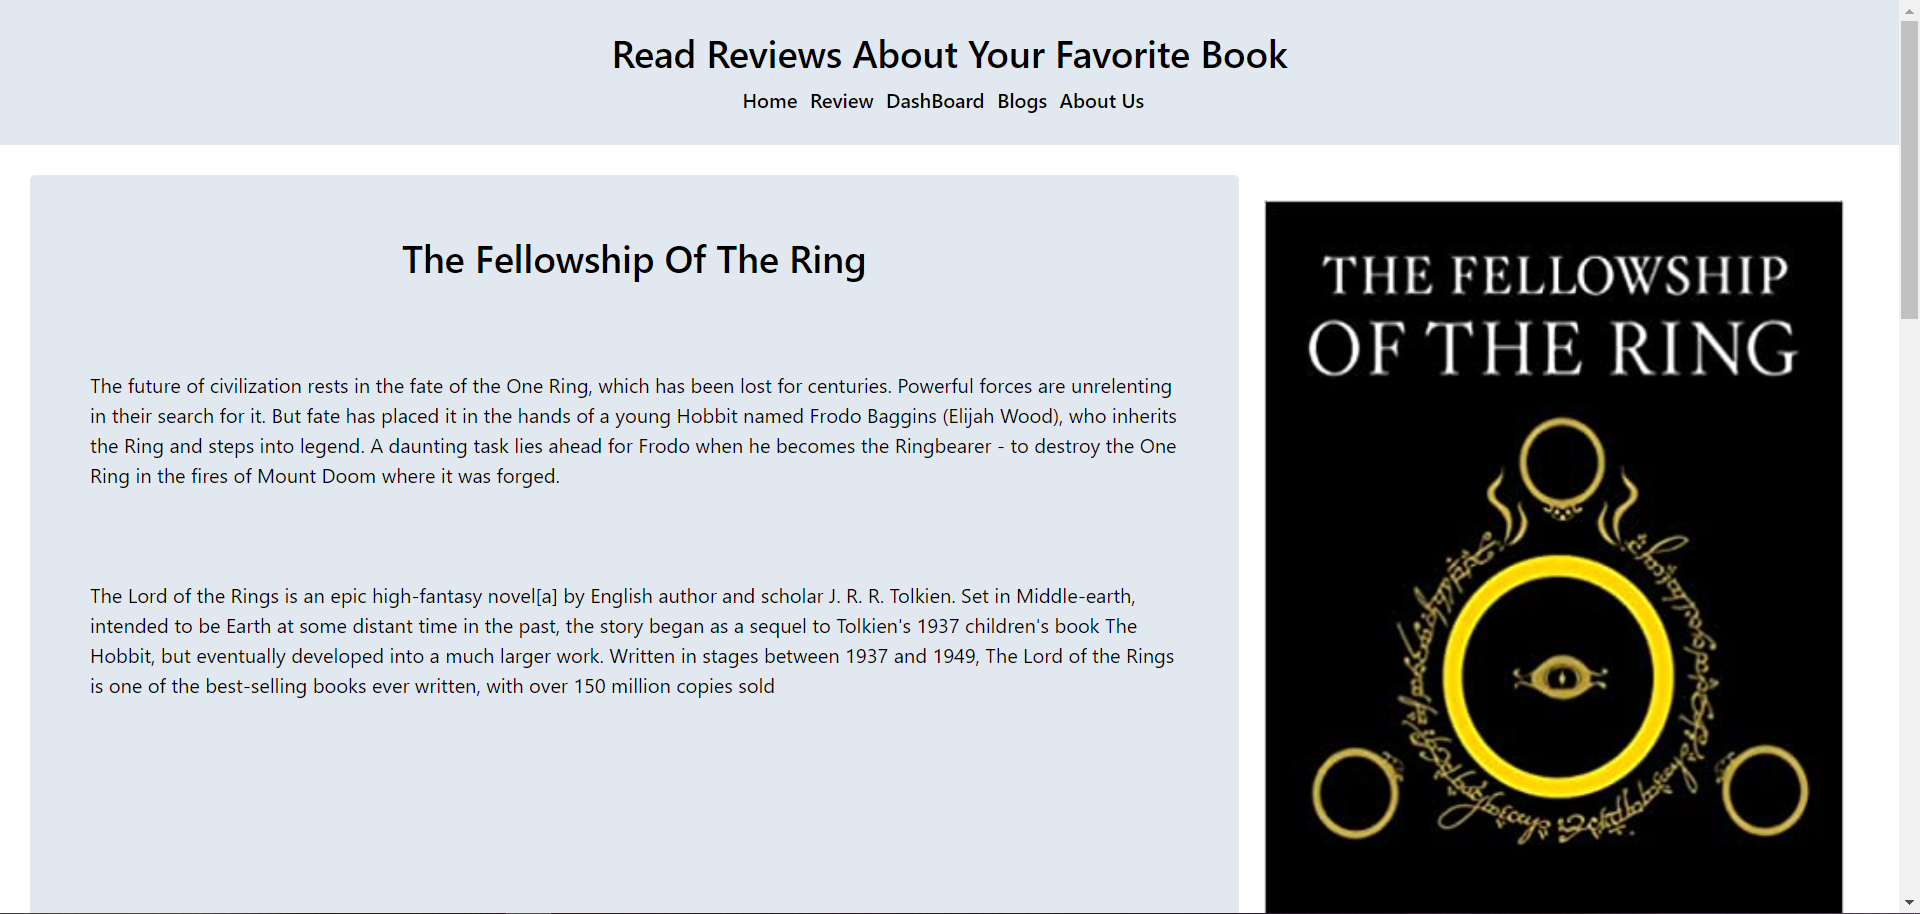 Read Reviews About Your Favorite Book
Home Review DashBoard Blogs About Us
The Fellowship Of The Ring
The future of civilization rests in the fate of the One Ring, which has been lost for centuries. Powerful forces are unrelenting
in their search for it. But fate has placed it in the hands of a young Hobbit named Frodo Baggins (Elijah Wood), who inherits
the Ring and steps into legend. A daunting task lies ahead for Frodo when he becomes the Ringbearer - to destroy the One
Ring in the fires of Mount Doom where it was forged.
The Lord of the Rings is an epic high-fantasy novel[a] by English author and scholar J. R. R. Tolkien. Set in Middle-earth,
intended to be Earth at some distant time in the past, the story began as a sequel to Tolkien's 1937 children's book The
Hobbit, but eventually developed into a much larger work. Written in stages between 1937 and 1949, The Lord of the Rings
is one of the best-selling books ever written, with over 150 million copies sold
THE FELLOWSHIP
OF THE RING